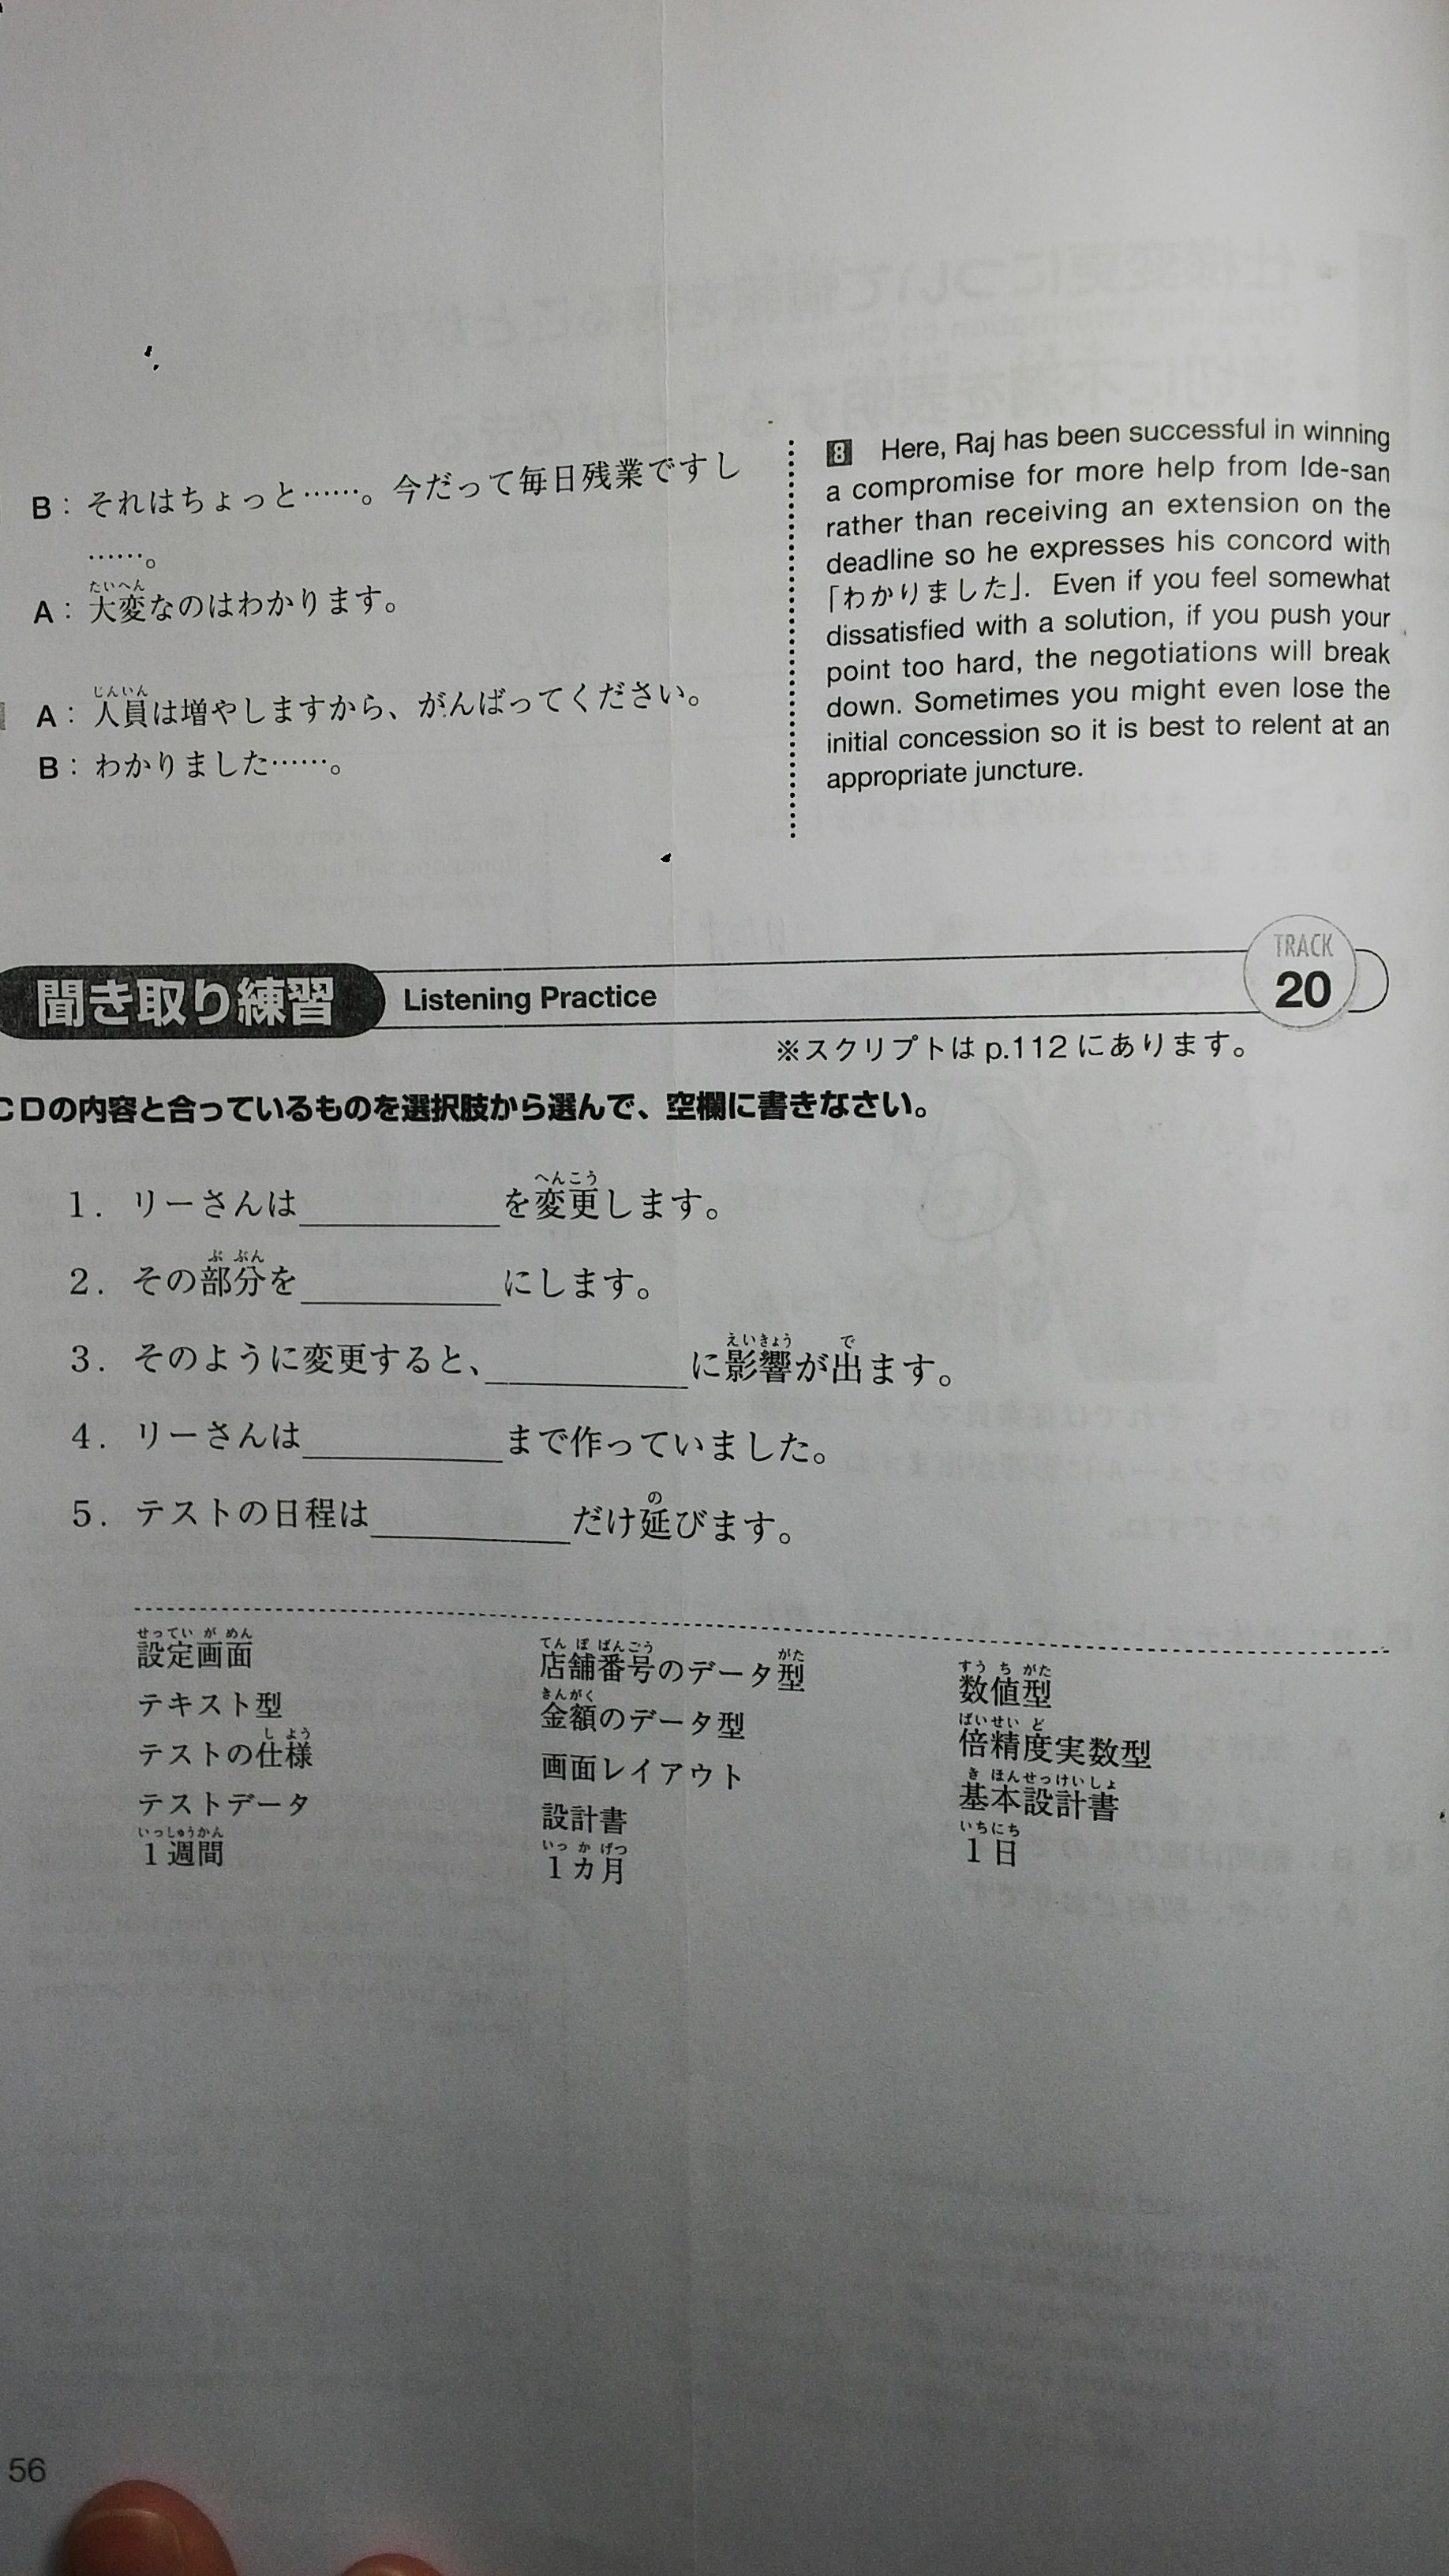 B：それはちょっと……。今だって毎日残業ですし
……。
A：大変なのはわかります。
A：人員は増やしますから、がんばってください。
B：わかりました……。
8 Here, Raj has been successful in winning
a compromise for more help from Ide-san
rather than receiving an extension on the
deadline so he expresses his concord with
「わかりました」. Even if you feel somewhat
dissatisfied with a solution, if you push your
point too hard, the negotiations will break
down. Sometimes you might even lose the
initial concession so it is best to relent at an
appropriate juncture.
聞き取り練習 Listening Practice TRACK 20
※スクリプトは p.112 にあります。
CDの内容と合っているものを選択肢から選んで、空欄に書きなさい。
1. リーさんは＿＿＿＿＿＿を変更します。
2. その部分を＿＿＿＿＿＿にします。
3. そのように変更すると、＿＿＿＿＿＿に影響が出ます。
4. リーさんは＿＿＿＿＿＿まで作っていました。
5. テストの日程は＿＿＿＿＿＿だけ延びます。
設定画面 店舗番号のデータ型 数値型
テキスト型 金額のデータ型 倍精度実数型
テストの仕様 画面レイアウト 基本設計書
テストデータ 設計書 1日
1週間 1カ月
56